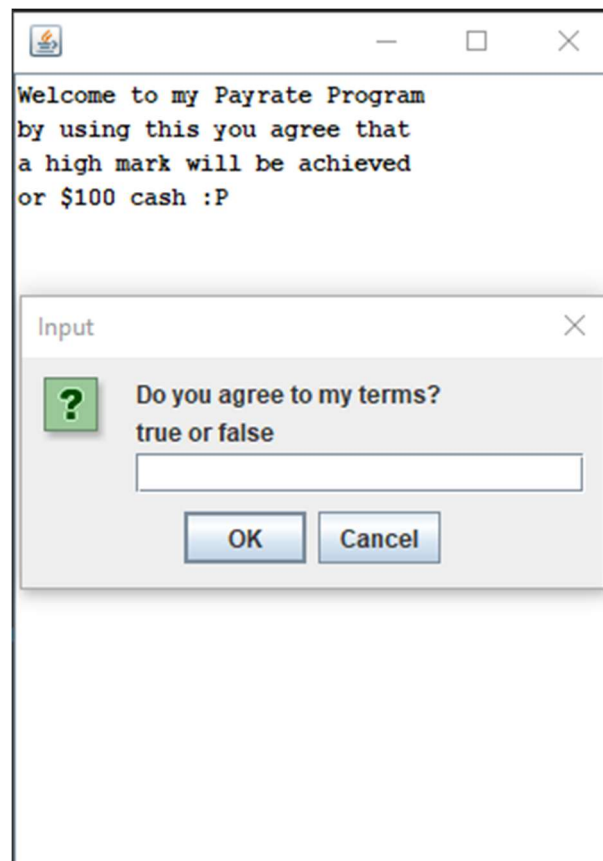 Welcome to my Payrate Program
by using this you agree that
a high mark will be achieved
or $100 cash :P
Input
?
Do you agree to my terms?
true or false
OK
Cancel